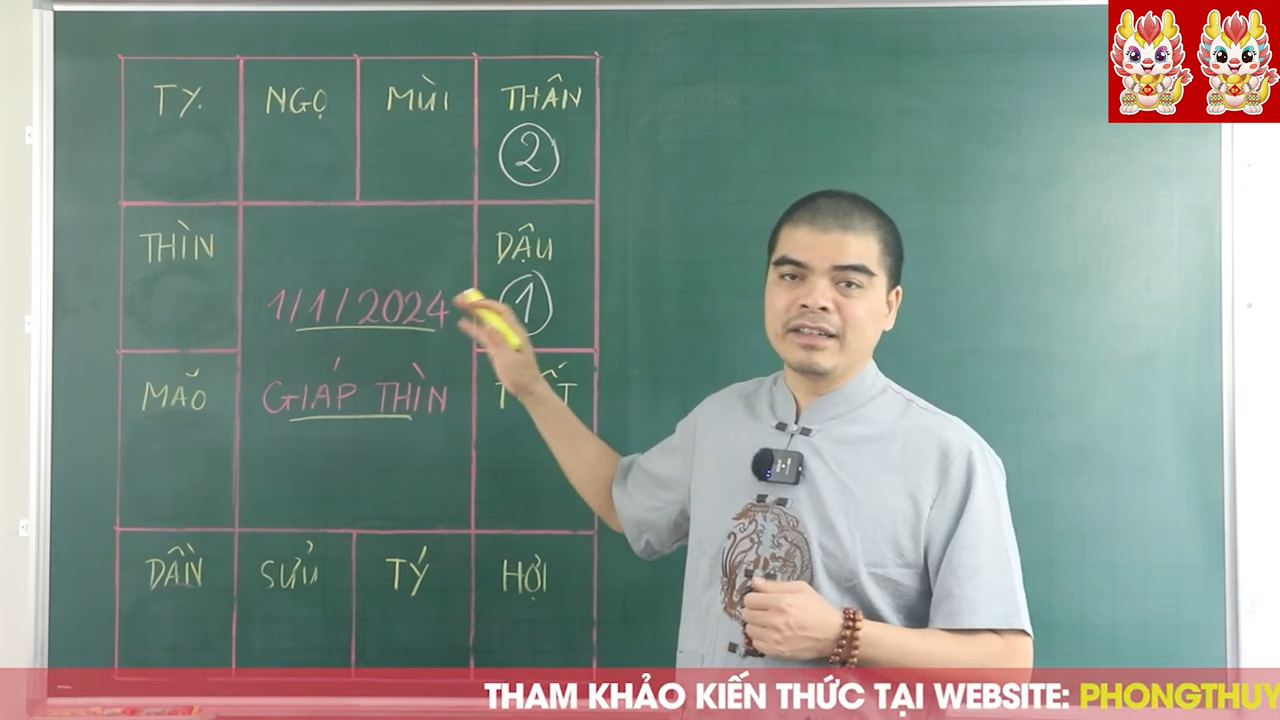 TỴ.
NGỌ
MÙI
THÂN
2
THÌN
DẬU
1
1/1/2024
MÃO
GIÁP THÌN
DẦN
SỬU
TÝ
HỢI
THAM KHẢO KIẾN THỨC TẠI WEBSITE: PHONGTHUY